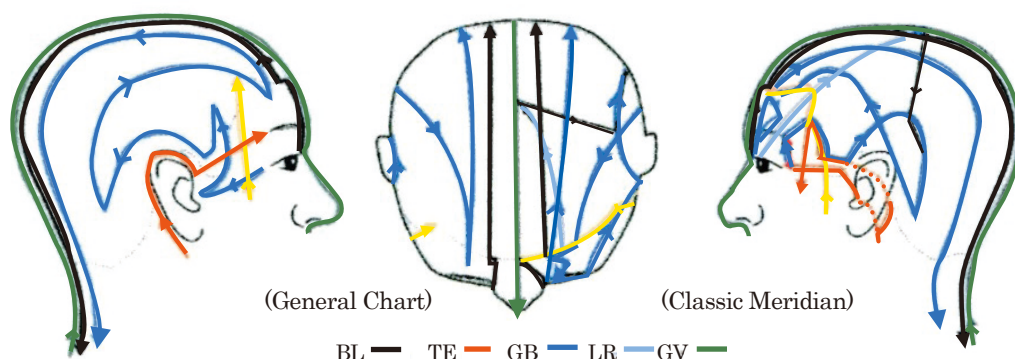 (General Chart)
(Classic Meridian)
BL TE GB LR GV